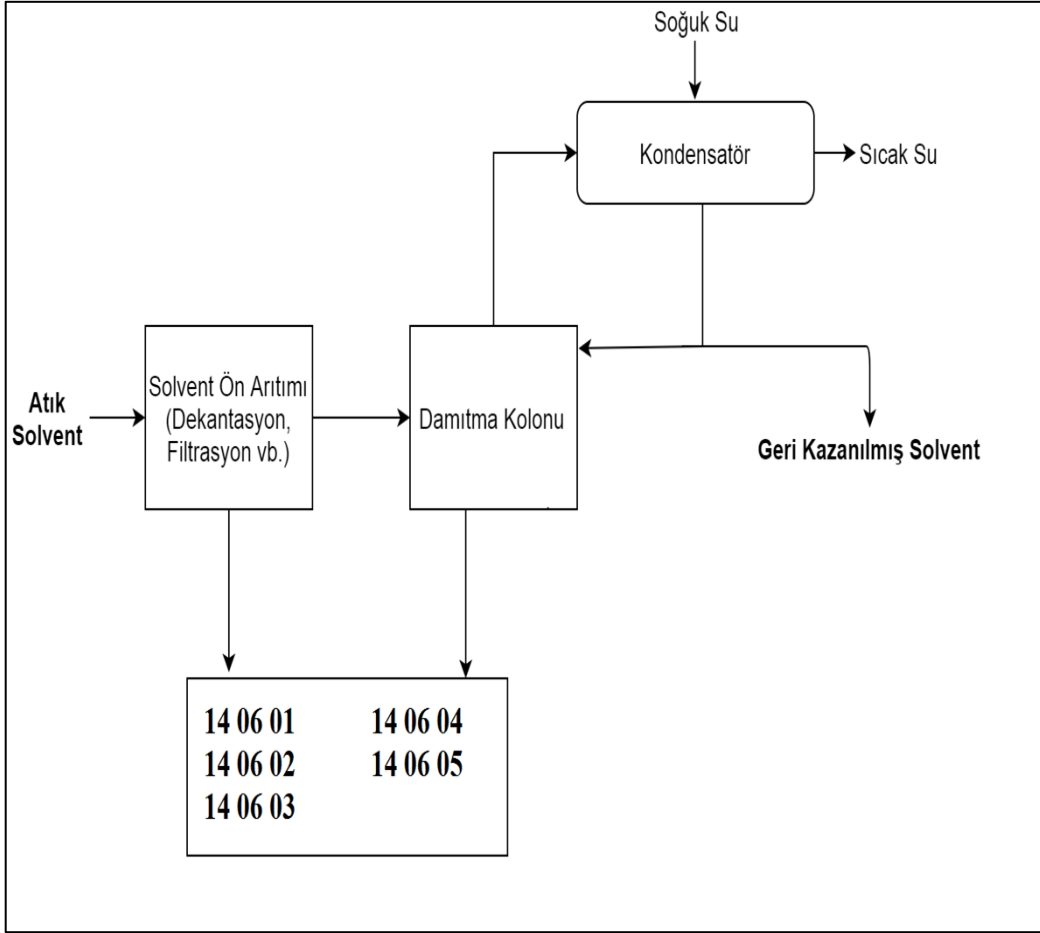 Soğuk Su
Kondensatör
Sıcak Su
Solvent Ön Arıtımı
(Dekantasyon,
Filtrasyon vb.)
Atık
Solvent
Damıtma Kolonu
Geri Kazanılmış Solvent
14 06 01
14 06 04
14 06 02
14 06 05
14 06 03